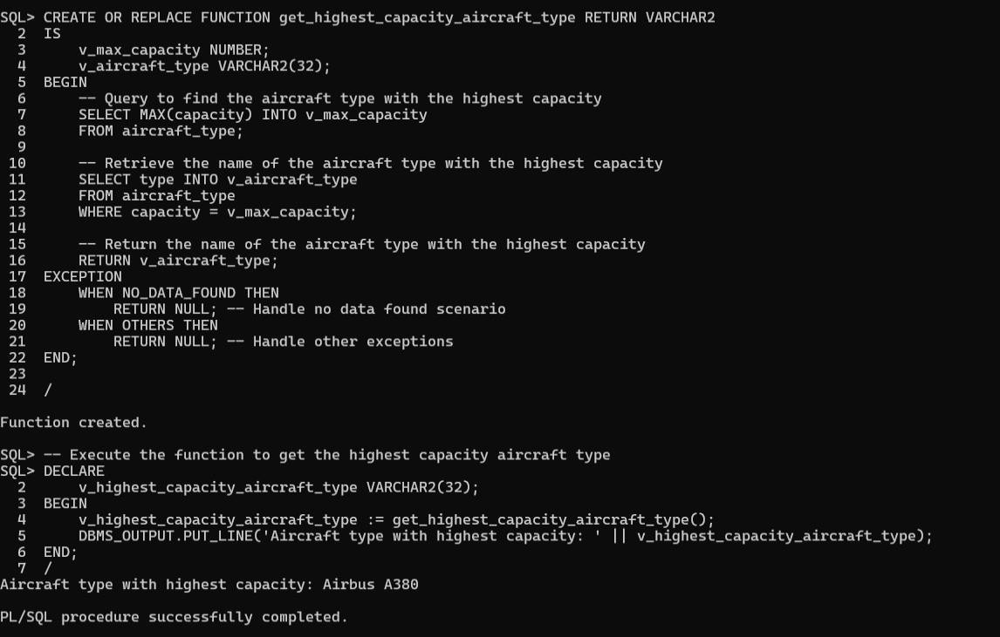 SQL> CREATE OR REPLACE FUNCTION get_highest_capacity_aircraft_type RETURN VARCHAR2
  2  IS
  3      v_max_capacity NUMBER;
  4      v_aircraft_type VARCHAR2(32);
  5  BEGIN
  6      -- Query to find the aircraft type with the highest capacity
  7      SELECT MAX(capacity) INTO v_max_capacity
  8      FROM aircraft_type;
  9
 10      -- Retrieve the name of the aircraft type with the highest capacity
 11      SELECT type INTO v_aircraft_type
 12      FROM aircraft_type
 13      WHERE capacity = v_max_capacity;
 14
 15      -- Return the name of the aircraft type with the highest capacity
 16      RETURN v_aircraft_type;
 17  EXCEPTION
 18      WHEN NO_DATA_FOUND THEN
 19          RETURN NULL; -- Handle no data found scenario
 20      WHEN OTHERS THEN
 21          RETURN NULL; -- Handle other exceptions
 22  END;
 23
 24  /
Function created.
SQL> -- Execute the function to get the highest capacity aircraft type
SQL> DECLARE
  2      v_highest_capacity_aircraft_type VARCHAR2(32);
  3  BEGIN
  4      v_highest_capacity_aircraft_type := get_highest_capacity_aircraft_type();
  5      DBMS_OUTPUT.PUT_LINE('Aircraft type with highest capacity: ' || v_highest_capacity_aircraft_type);
  6  END;
  7  /
Aircraft type with highest capacity: Airbus A380
PL/SQL procedure successfully completed.